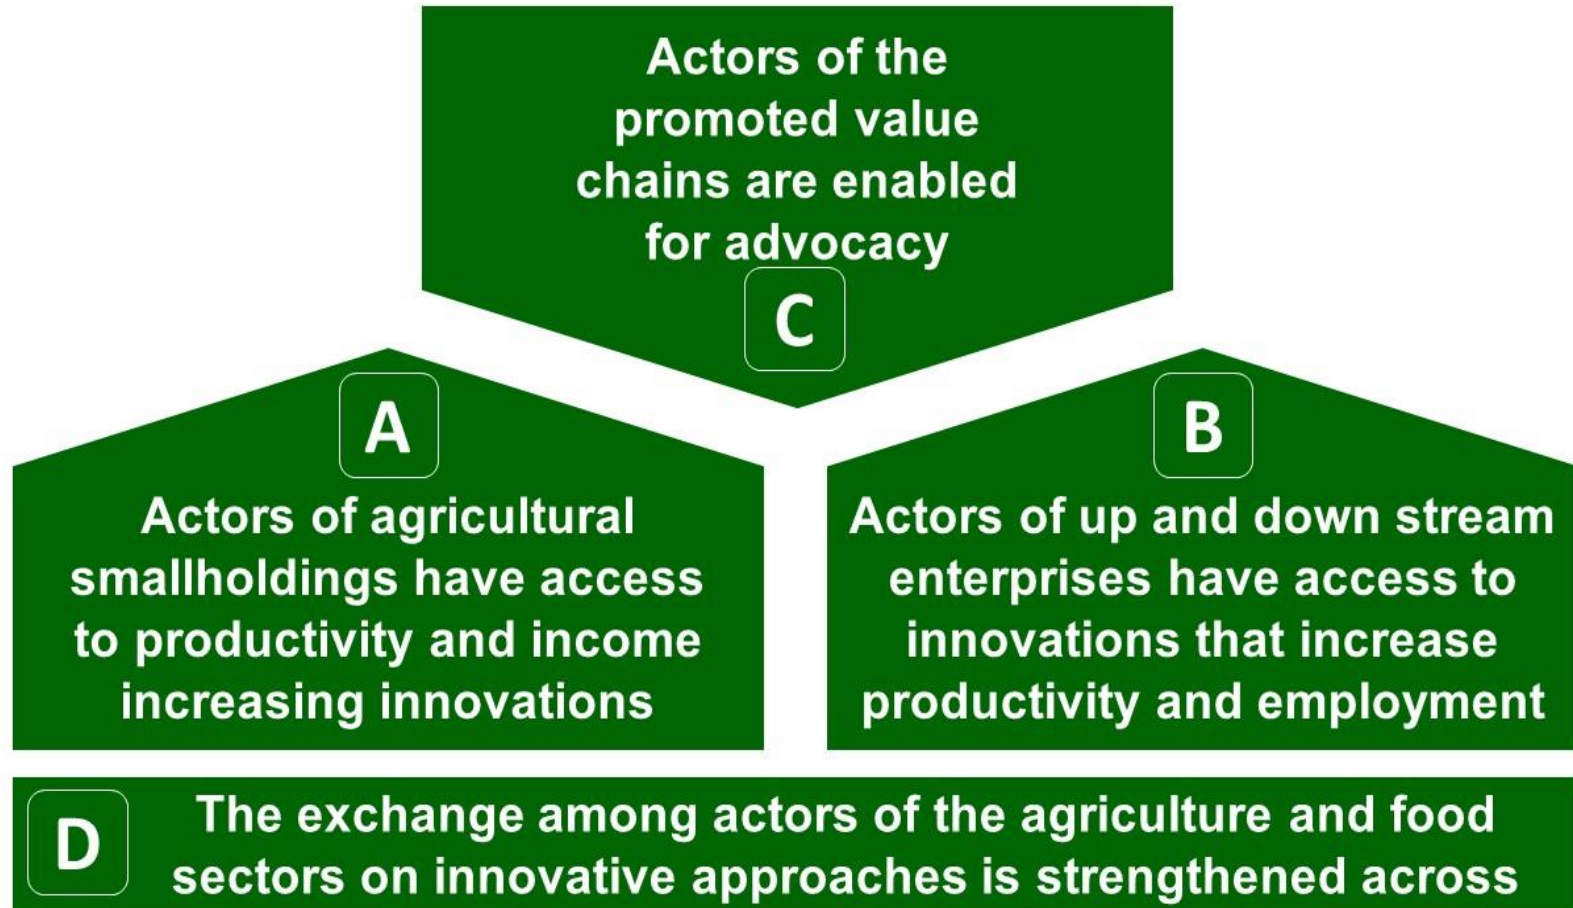 Actors of the
promoted value
chains are enabled
for advocacy
C
A
Actors of agricultural
smallholdings have access
to productivity and income
increasing innovations
B
Actors of up and down stream
enterprises have access to
innovations that increase
productivity and employment
D
The exchange among actors of the agriculture and food
sectors on innovative approaches is strengthened across